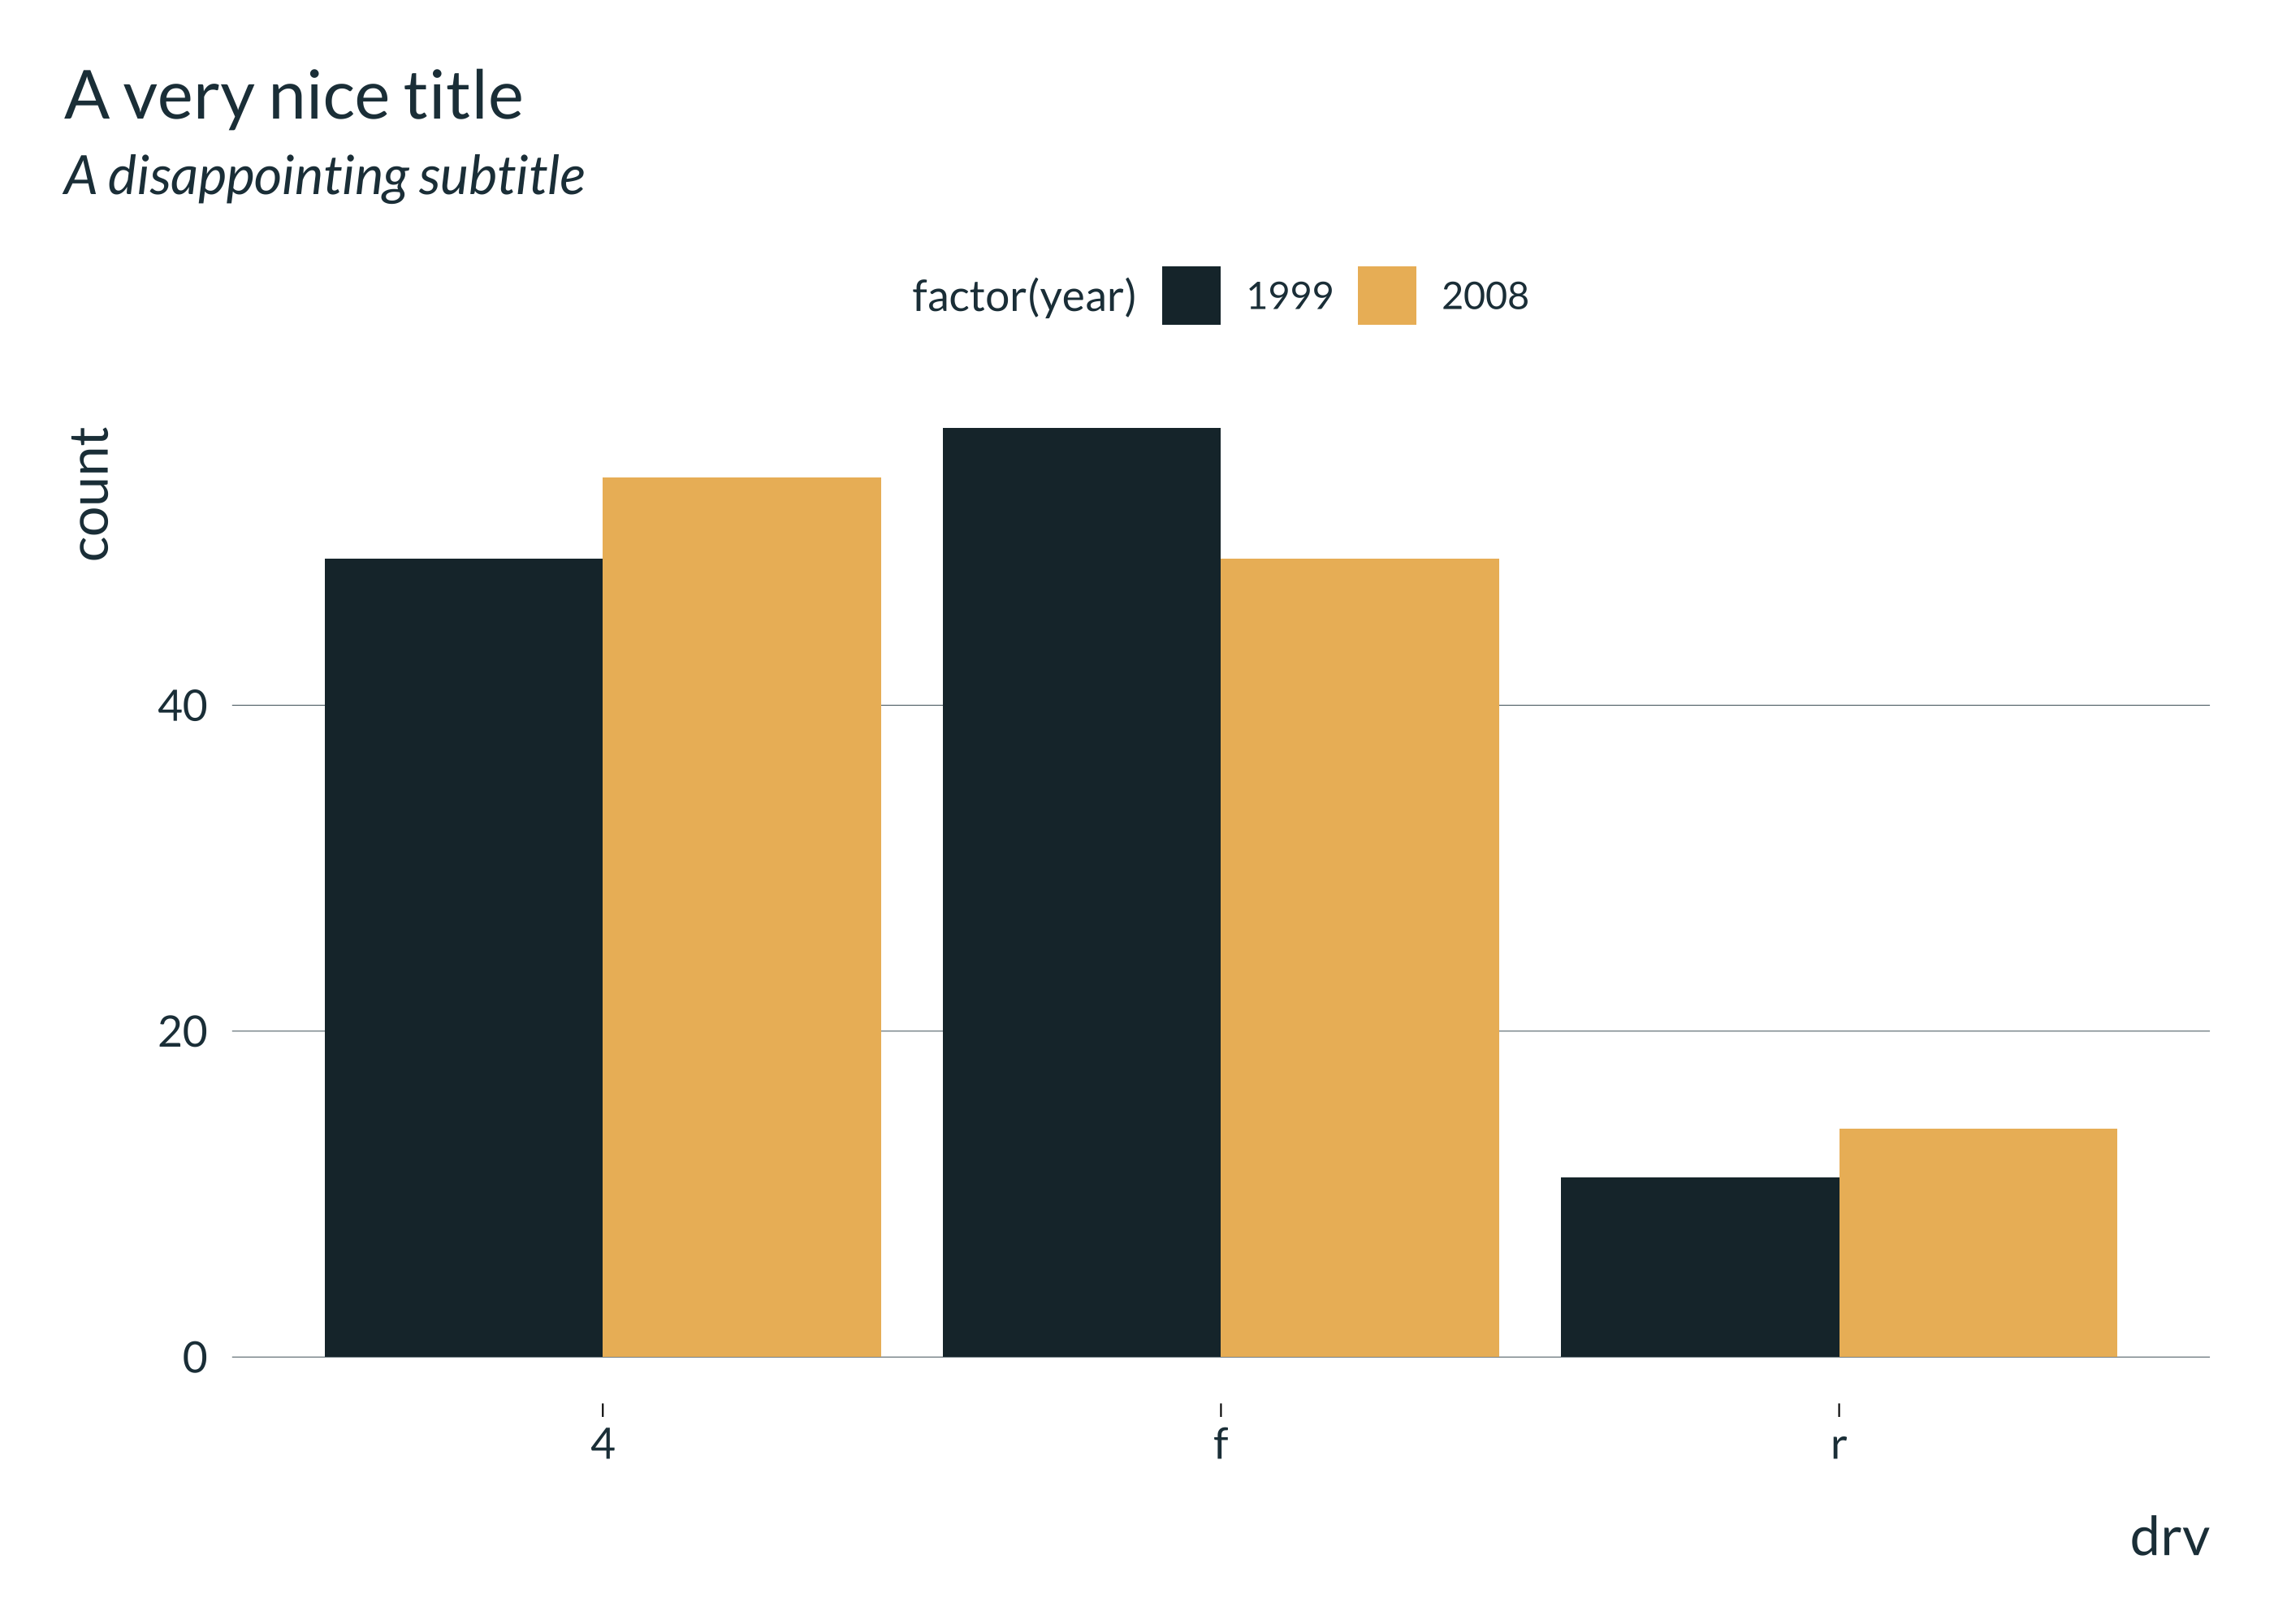 A very nice title
A disappointing subtitle
factor(year) 1999 2008
count
40
20
0
4 f r
drv